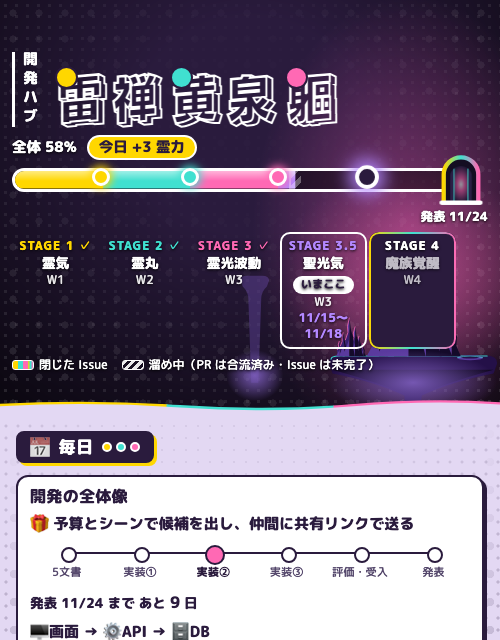 開発ハブ
雷禅 黄泉 軀
全体 58% 今日 +3 霊力
発表 11/24
STAGE 1 ✓
霊気
W1
STAGE 2 ✓
霊丸
W2
STAGE 3 ✓
霊光波動
W3
STAGE 3.5
聖光気
いまここ
W3
11/15〜
11/18
STAGE 4
魔族覚醒
W4
閉じた Issue 溜め中（PR は合流済み・Issue は未完了）
17 毎日
開発の全体像
予算とシーンで候補を出し、仲間に共有リンクで送る
5文書 実装① 実装② 実装③ 評価・受入 発表
発表 11/24 まで あと 9 日
画面 → API → DB